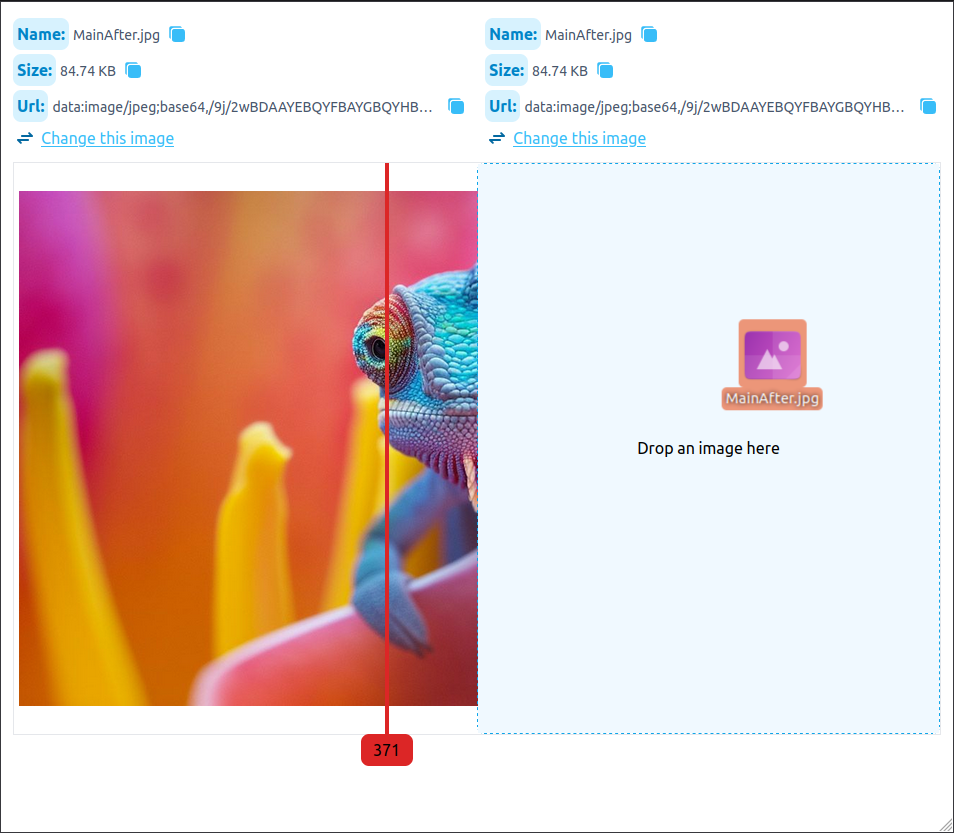 Name: MainAfter.jpg
Size: 84.74 KB
Url: data:image/jpeg;base64,/9j/2wBDAAYEBQYFBAYGBQYHB...
Change this image
Name: MainAfter.jpg
Size: 84.74 KB
Url: data:image/jpeg;base64,/9j/2wBDAAYEBQYFBAYGBQYHB...
Change this image
MainAfter.jpg
Drop an image here
371